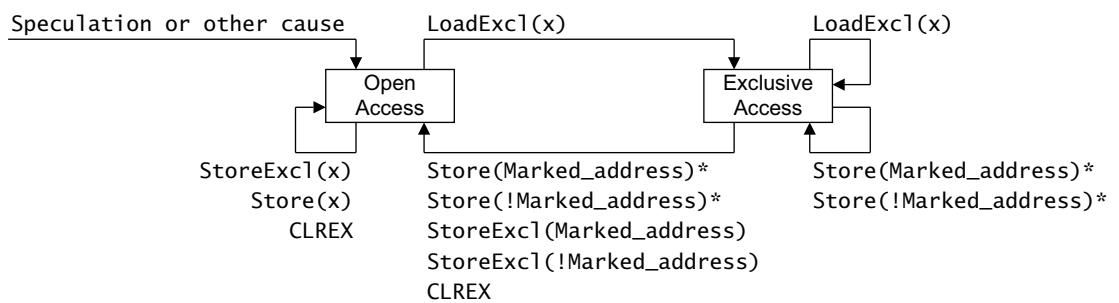 Speculation or other cause
LoadExcl(x)
LoadExcl(x)
Open
Access
Exclusive
Access
StoreExcl(x)
Store(x)
CLREX
Store(Marked_address)*
Store(!Marked_address)*
StoreExcl(Marked_address)
StoreExcl(!Marked_address)
CLREX
Store(Marked_address)*
Store(!Marked_address)*